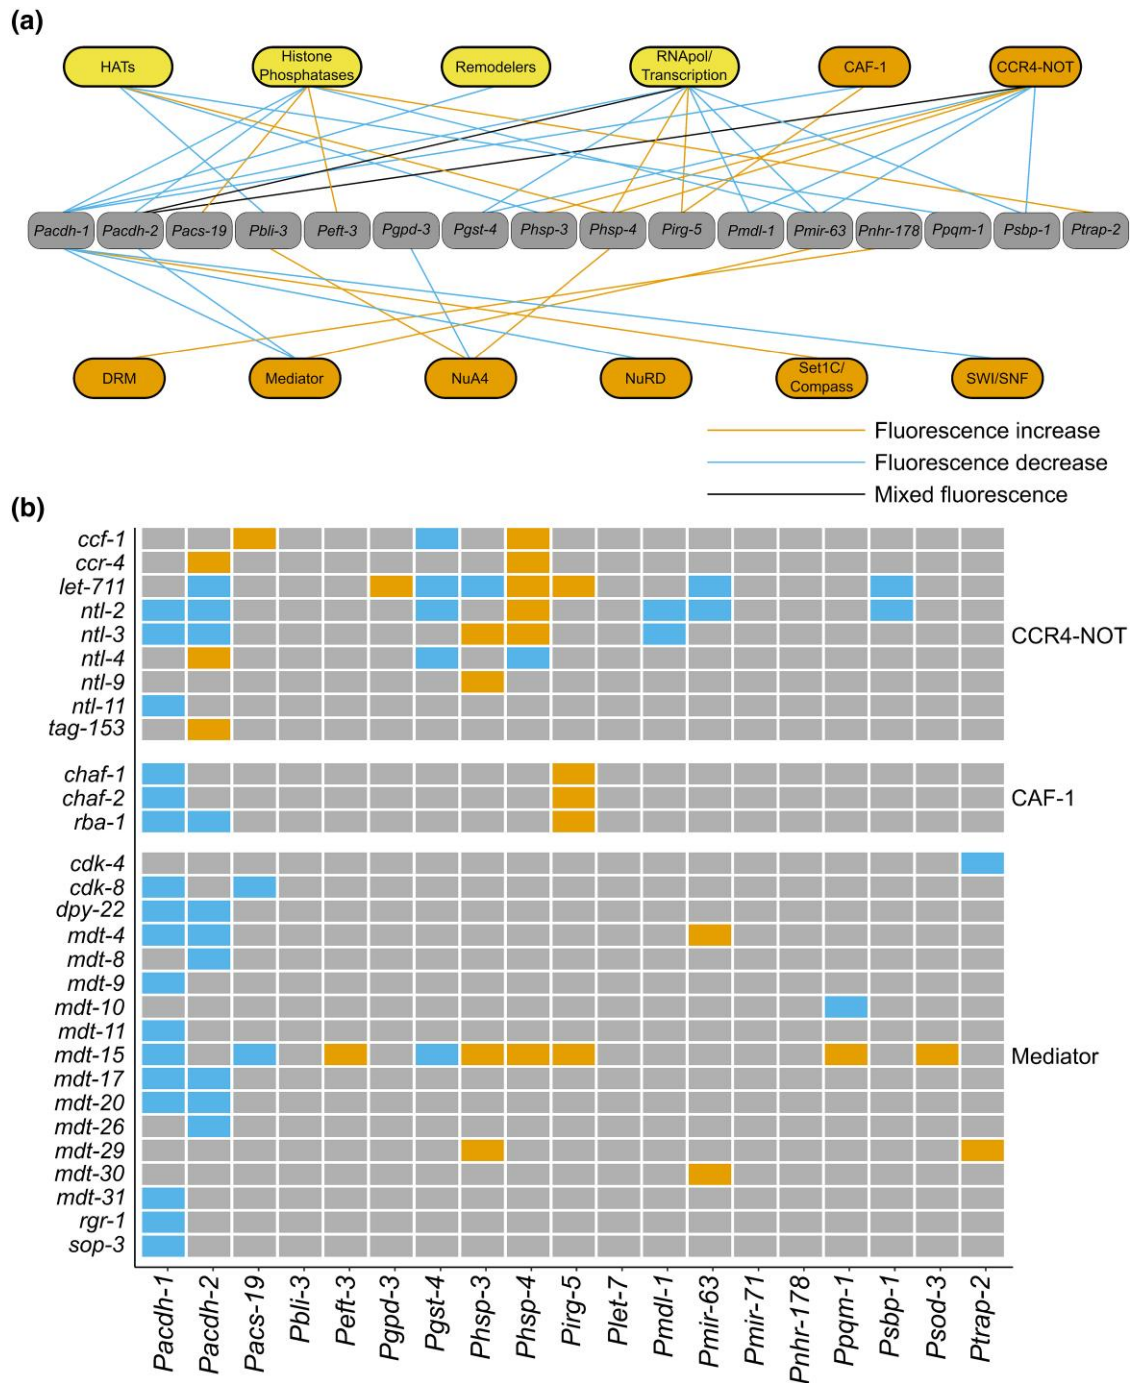 (a)
HATs
Histone
Phosphatases
Remodelers
RNApol/
Transcription
CAF-1
CCR4-NOT
Pacdh-1
Pacdh-2
Pacs-19
Pbli-3
Peft-3
Pgpd-3
Pgst-4
Phsp-3
Phsp-4
Pirg-5
Pmdl-1
Pmir-63
Pnhr-178
Ppqm-1
Psbp-1
Ptrap-2
DRM
Mediator
NuA4
NuRD
Set1C/
Compass
SWI/SNF
Fluorescence increase
Fluorescence decrease
Mixed fluorescence
(b)
ccf-1
ccr-4
let-711
ntl-2
ntl-3
ntl-4
ntl-9
ntl-11
tag-153
CCR4-NOT
chaf-1
chaf-2
rba-1
CAF-1
cdk-4
cdk-8
dpy-22
mdt-4
mdt-8
mdt-9
mdt-10
mdt-11
mdt-15
mdt-17
mdt-20
mdt-26
mdt-29
mdt-30
mdt-31
rgr-1
sop-3
Mediator
Pacdh-1
Pacdh-2
Pacs-19
Pbli-3
Peft-3
Pgpd-3
Pgst-4
Phsp-3
Phsp-4
Pirg-5
Plet-7
Pmdl-1
Pmir-63
Pmir-71
Pnhr-178
Ppqm-1
Psbp-1
Psod-3
Ptrap-2